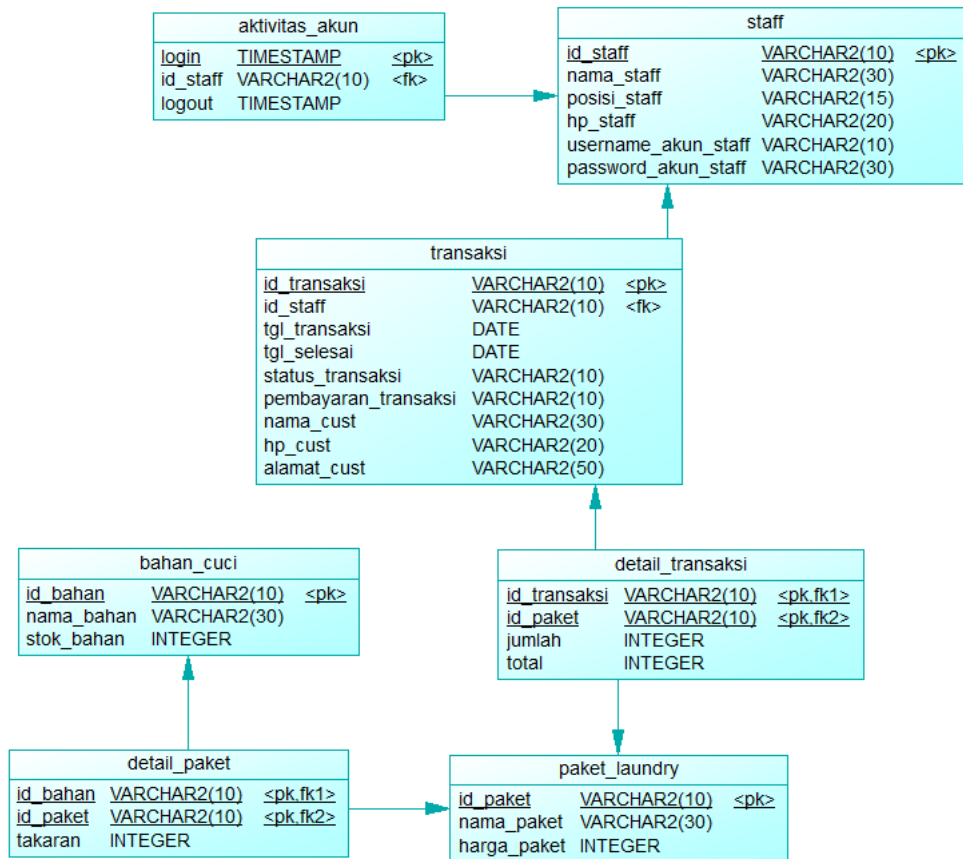 aktivitas_akun
login TIMESTAMP <pk>
id_staff VARCHAR2(10) <fk>
logout TIMESTAMP
staff
id_staff VARCHAR2(10) <pk>
nama_staff VARCHAR2(30)
posisi_staff VARCHAR2(15)
hp_staff VARCHAR2(20)
username_akun_staff VARCHAR2(10)
password_akun_staff VARCHAR2(30)
transaksi
id_transaksi VARCHAR2(10) <pk>
id_staff VARCHAR2(10) <fk>
tgl_transaksi DATE
tgl_selesai DATE
status_transaksi VARCHAR2(10)
pembayaran_transaksi VARCHAR2(10)
nama_cust VARCHAR2(30)
hp_cust VARCHAR2(20)
alamat_cust VARCHAR2(50)
bahan_cuci
id_bahan VARCHAR2(10) <pk>
nama_bahan VARCHAR2(30)
stok_bahan INTEGER
detail_transaksi
id_transaksi VARCHAR2(10) <pk,fk1>
id_paket VARCHAR2(10) <pk,fk2>
jumlah INTEGER
total INTEGER
detail_paket
id_bahan VARCHAR2(10) <pk,fk1>
id_paket VARCHAR2(10) <pk,fk2>
takaran INTEGER
paket_laundry
id_paket VARCHAR2(10) <pk>
nama_paket VARCHAR2(30)
harga_paket INTEGER